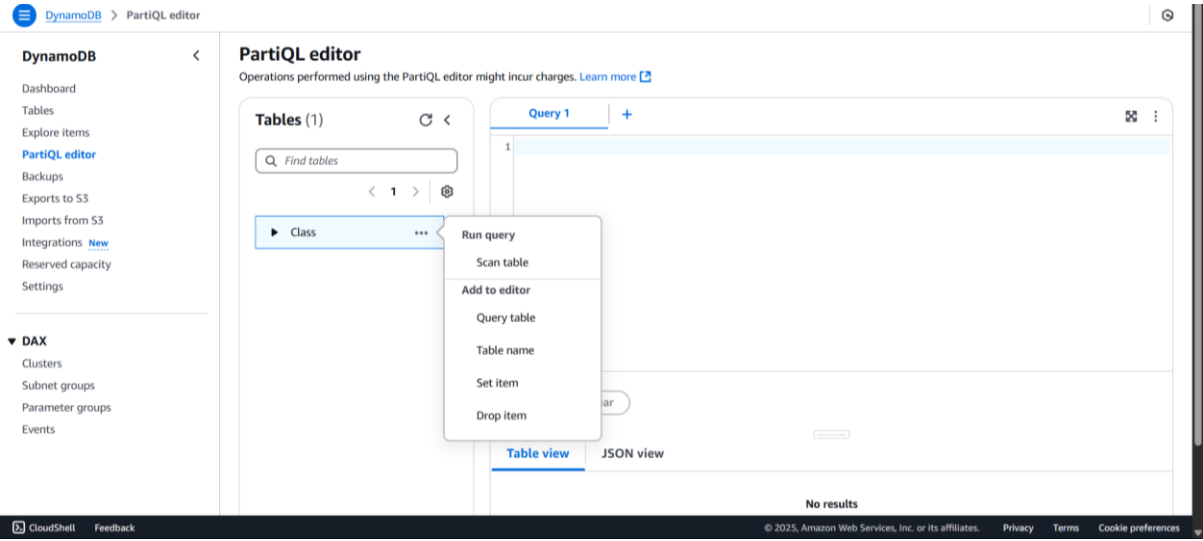 DynamoDB > PartiQL editor
DynamoDB
Dashboard
Tables
Explore items
PartiQL editor
Backups
Exports to S3
Imports from S3
Integrations New
Reserved capacity
Settings
DAX
Clusters
Subnet groups
Parameter groups
Events
PartiQL editor
Operations performed using the PartiQL editor might incur charges. Learn more
Tables (1)
Find tables
1
Class
Run query
Scan table
Add to editor
Query table
Table name
Set item
Drop item
Query 1
1
ar
Table view JSON view
No results
CloudShell Feedback © 2025, Amazon Web Services, Inc. or its affiliates. Privacy Terms Cookie preferences